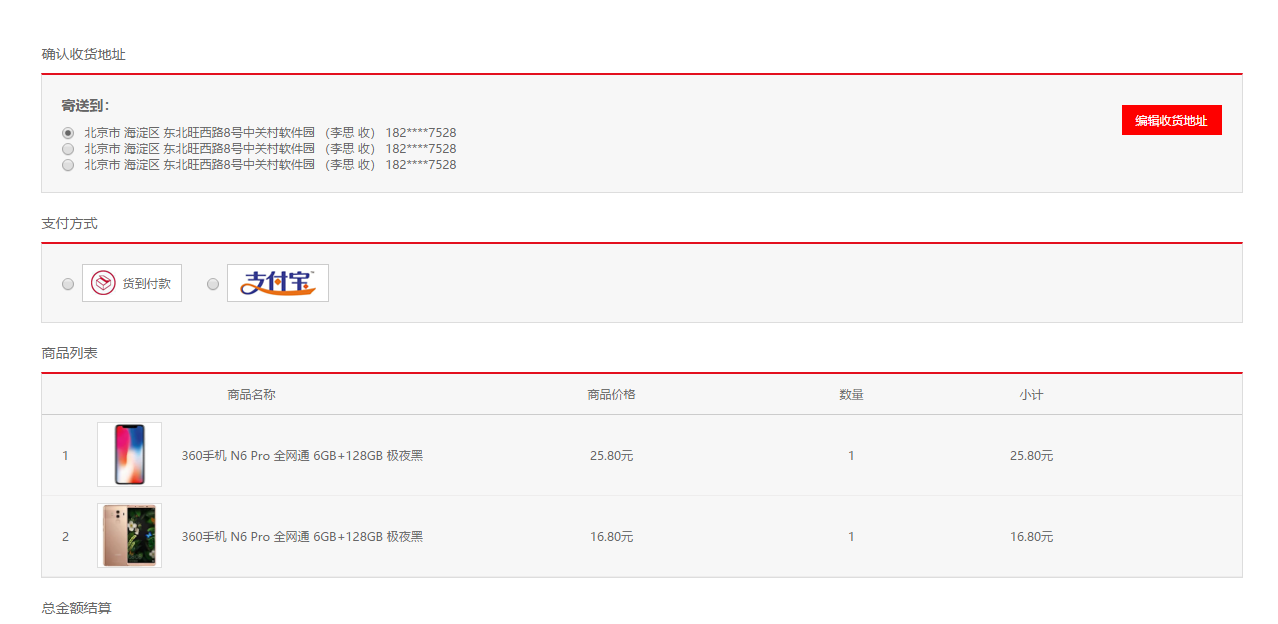 确认收货地址
寄送到：
编辑收货地址
北京市 海淀区 东北旺西路8号中关村软件园 （李思 收） 182****7528
北京市 海淀区 东北旺西路8号中关村软件园 （李思 收） 182****7528
北京市 海淀区 东北旺西路8号中关村软件园 （李思 收） 182****7528
支付方式
货到付款 支付宝™
商品列表
商品名称 商品价格 数量 小计
1 360手机 N6 Pro 全网通 6GB+128GB 极夜黑 25.80元 1 25.80元
2 360手机 N6 Pro 全网通 6GB+128GB 极夜黑 16.80元 1 16.80元
总金额结算